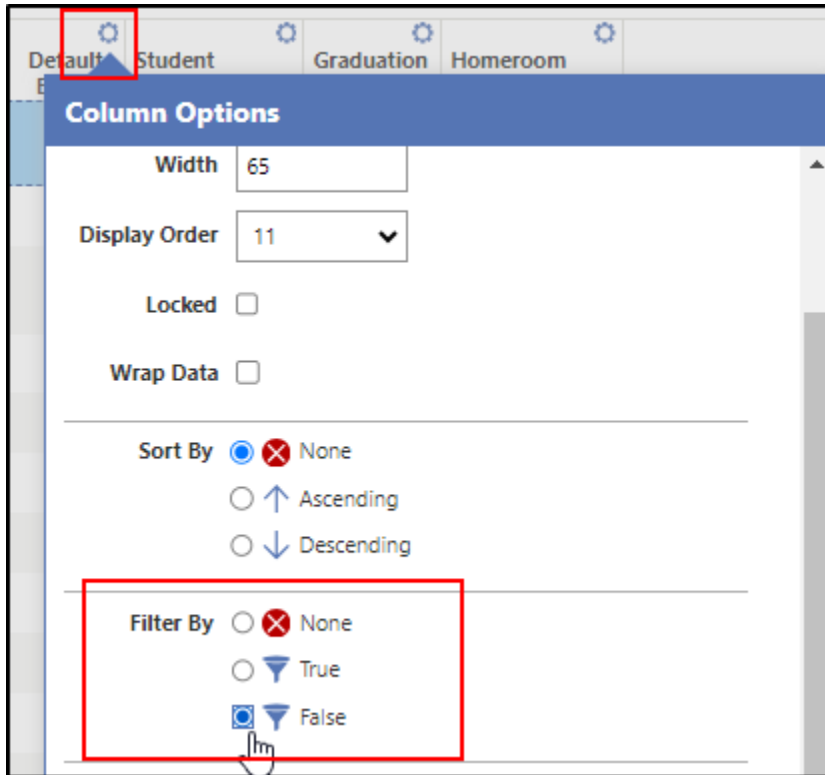 Default Student Graduation Homeroom
E
Column Options
Width 65
Display Order 11
Locked
Wrap Data
Sort By None
Ascending
Descending
Filter By None
True
False